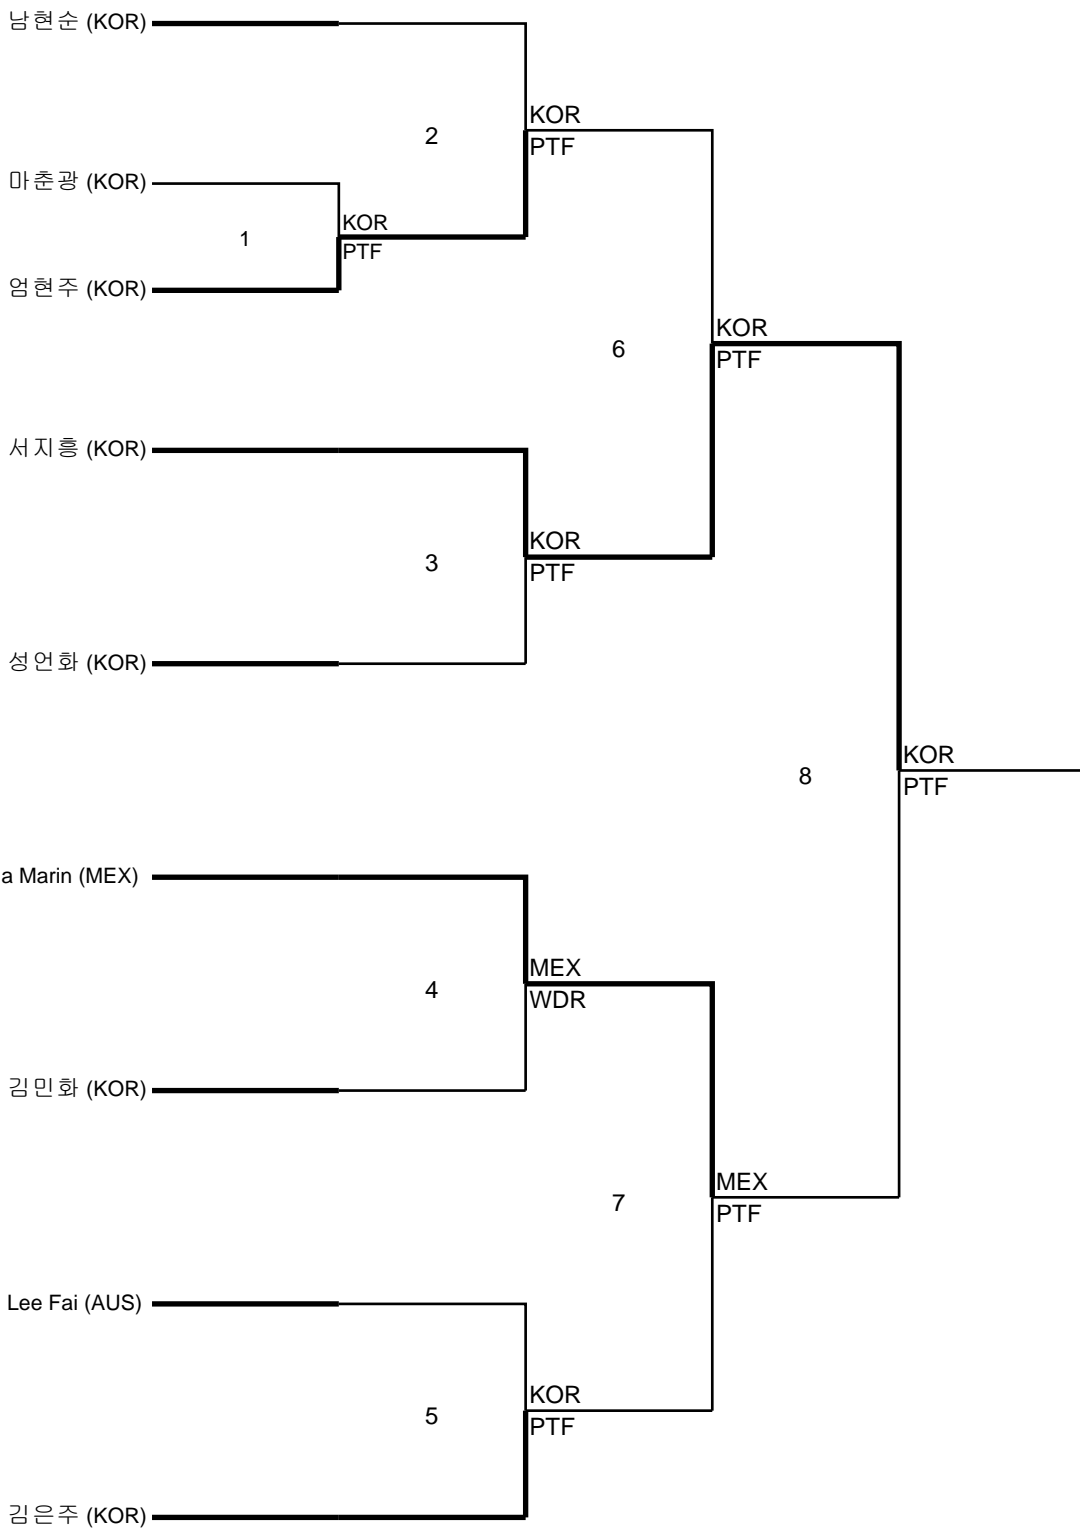 남현순 (KOR)
KOR
2
PTF
마춘광 (KOR)
KOR
1
PTF
엄현주 (KOR)
KOR
6
PTF
서지흥 (KOR)
KOR
3
PTF
성언화 (KOR)
KOR
8
PTF
a Marin (MEX)
MEX
4
WDR
김민화 (KOR)
MEX
7
PTF
Lee Fai (AUS)
KOR
5
PTF
김은주 (KOR)